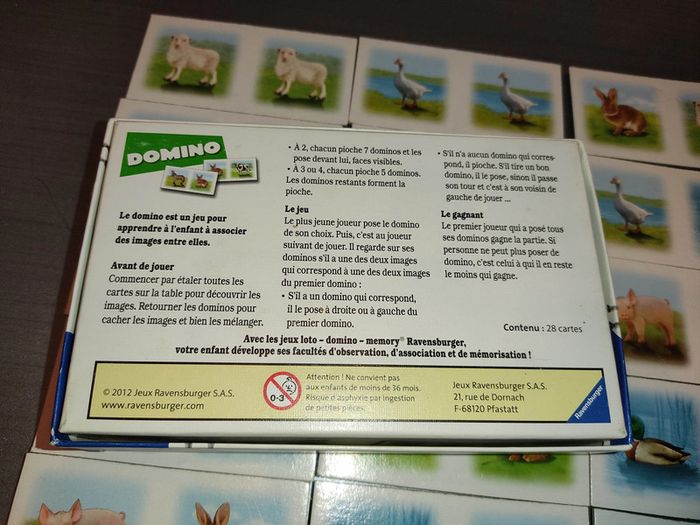 DOMINO
Le domino est un jeu pour
apprendre à l'enfant à associer
des images entre elles.
Avant de jouer
Commencer par étaler toutes les
cartes sur la table pour découvrir les
images. Retourner les dominos pour
cacher les images et bien les mélanger.
• À 2, chacun pioche 7 dominos et les
pose devant lui, faces visibles.
• A 3 ou 4, chacun pioche 5 dominos.
Les dominos restants forment la
pioche.
Le jeu
Le plus jeune joueur pose le domino
de son choix. Puis, c'est au joueur
suivant de jouer. Il regarde sur ses
dominos s'il a une des deux images
qui correspond à une des deux images
du premier domino :
• S'il a un domino qui correspond,
il le pose à droite ou à gauche du
premier domino.
• S'il n'a aucun domino qui corres-
pond, il pioche. S'il tire un bon
domino, il le pose, sinon il passe
son tour et c'est à son voisin de
gauche de jouer ...
Le gagnant
Le premier joueur qui a posé tous
ses dominos gagne la partie. Si
personne ne peut plus poser de
domino, c'est celui à qui il en reste
le moins qui gagne.
Contenu : 28 cartes
Avec les jeux loto – domino – memory® Ravensburger,
votre enfant développe ses facultés d'observation, d'association et de mémorisation !
© 2012 Jeux Ravensburger S.A.S.
www.ravensburger.com
0-3
Attention ! Ne convient pas
aux enfants de moins de 36 mois.
Risque d'asphyxie par ingestion
de petites pièces.
Jeux Ravensburger S.A.S.
21, rue de Dornach
F-68120 Pfastatt
Ravensburger